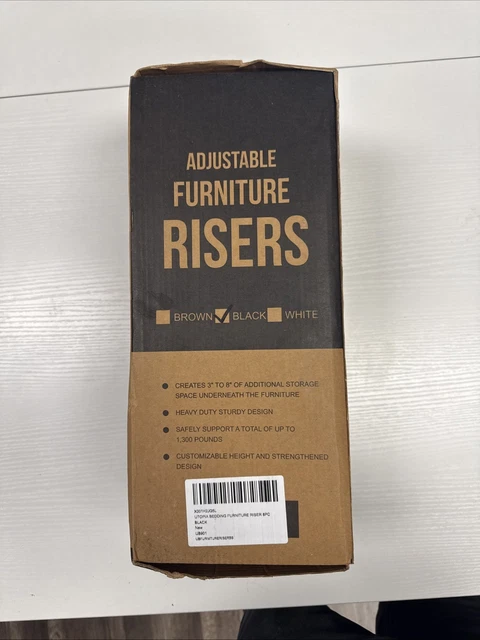 ADJUSTABLE
FURNITURE
RISERS
BROWN BLACK WHITE
CREATES 3" TO 8" OF ADDITIONAL STORAGE
SPACE UNDERNEATH THE FURNITURE
HEAVY DUTY STURDY DESIGN
SAFELY SUPPORT A TOTAL OF UP TO
1,300 POUNDS
CUSTOMIZABLE HEIGHT AND STRENGTHENED
DESIGN
UTOPIA BEDDING FURNITURE RISER 8PC
BLACK
New
UB901
UBFURNITURERISER8